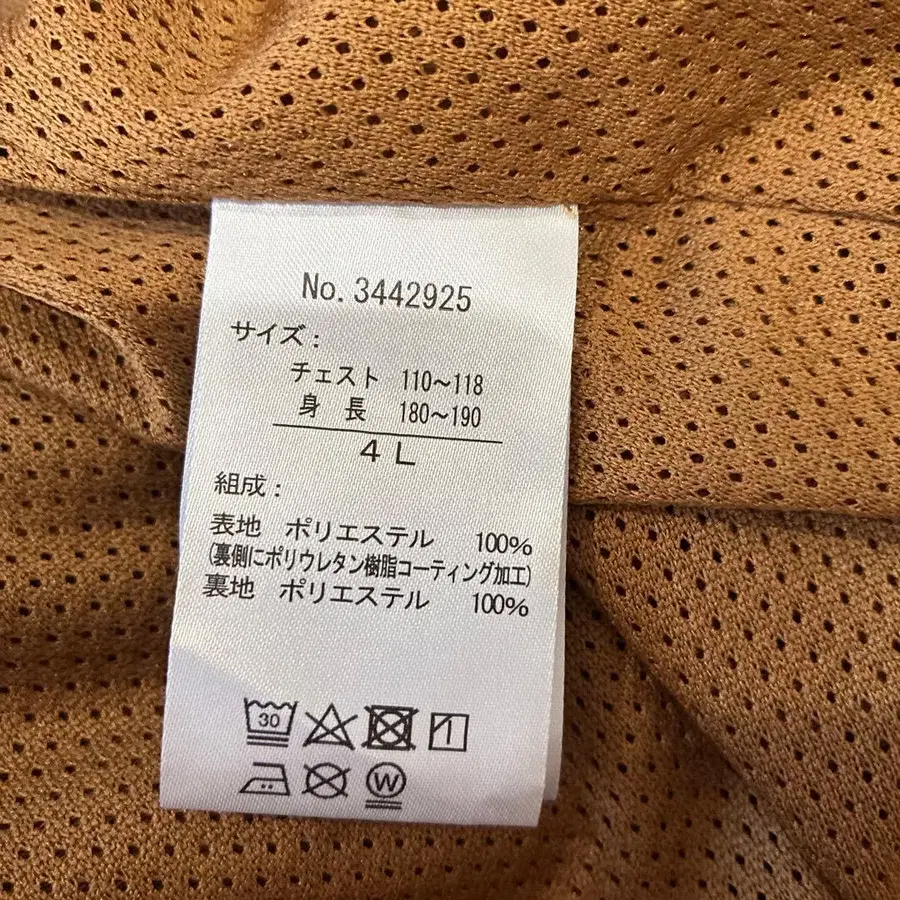 No. 3442925
サイズ:
チェスト 110～118
身 長 180～190
4L
組成:
表地 ポリエステル 100%
(裏側にポリウレタン樹脂コーティング加工)
裏地 ポリエステル 100%
30
W